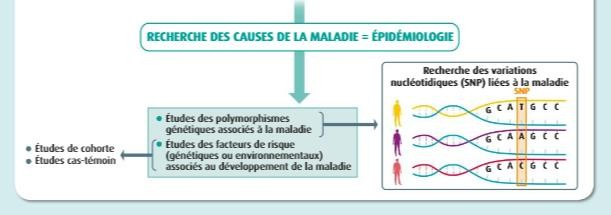 RECHERCHE DES CAUSES DE LA MALADIE = ÉPIDÉMIOLOGIE
Recherche des variations
nucléotidiques (SNP) liées à la maladie
SNP
G C A T G C C
G C A A G C C
G C A C G C C
• Études des polymorphismes
génétiques associés à la maladie
• Études des facteurs de risque
(génétiques ou environnementaux)
associés au développement de la maladie
• Études de cohorte
• Études cas-témoin